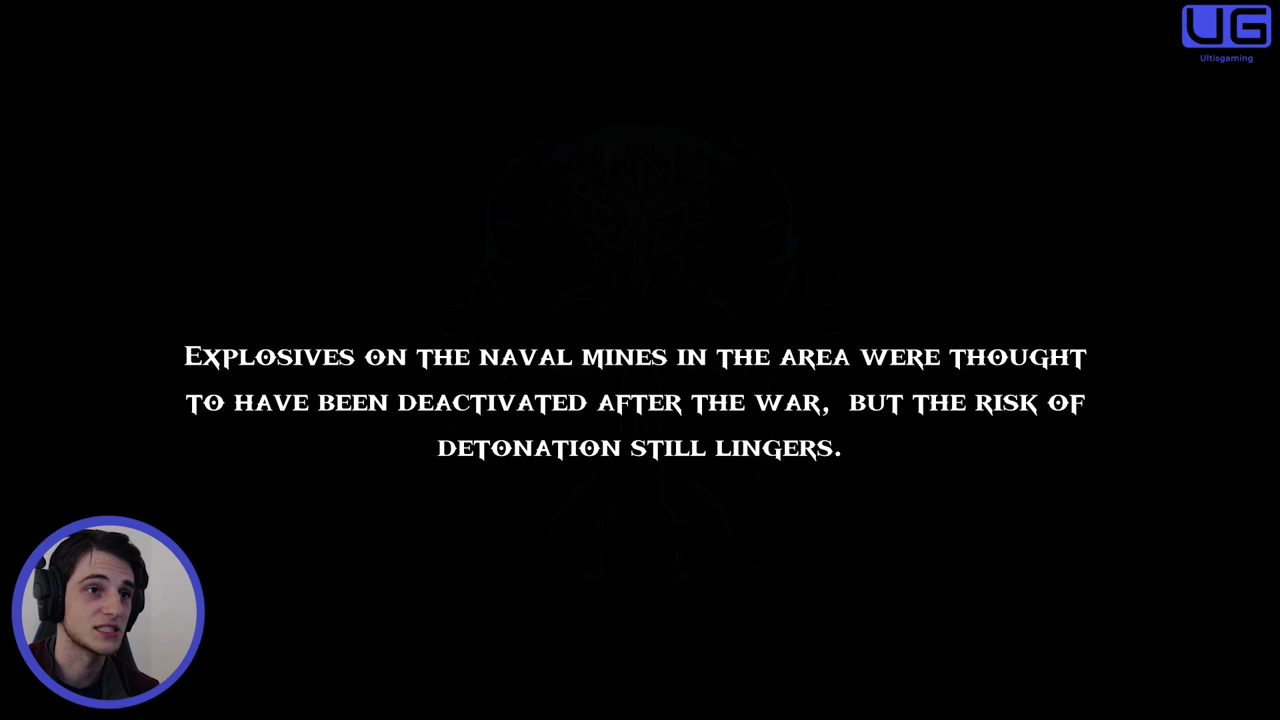 UG
Ultisgaming
Explosives on the naval mines in the area were thought
to have been deactivated after the war,  but the risk of
detonation still lingers.